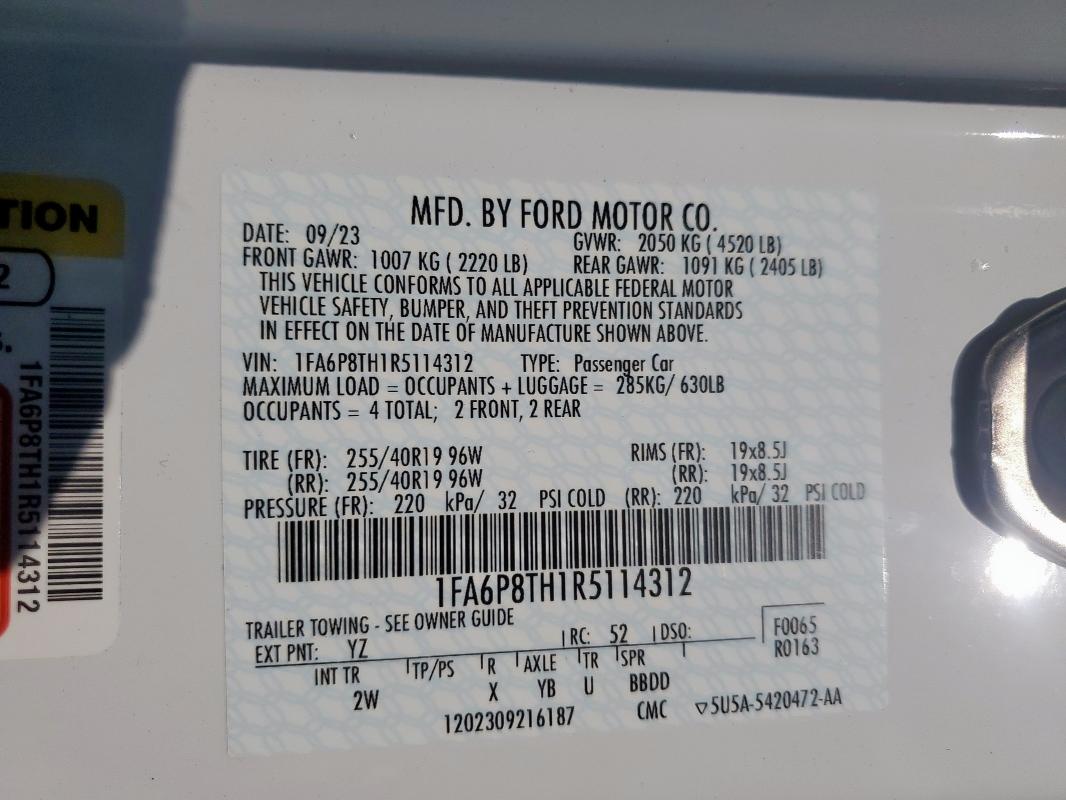 TION
2
S.
1FA6P8TH1R5114312
MFD. BY FORD MOTOR CO.
DATE: 09/23 GVWR: 2050 KG ( 4520 LB)
FRONT GAWR: 1007 KG ( 2220 LB) REAR GAWR: 1091 KG ( 2405 LB)
THIS VEHICLE CONFORMS TO ALL APPLICABLE FEDERAL MOTOR
VEHICLE SAFETY, BUMPER, AND THEFT PREVENTION STANDARDS
IN EFFECT ON THE DATE OF MANUFACTURE SHOWN ABOVE.
VIN: 1FA6P8TH1R5114312 TYPE: Passenger Car
MAXIMUM LOAD = OCCUPANTS + LUGGAGE = 285KG/ 630LB
OCCUPANTS = 4 TOTAL; 2 FRONT, 2 REAR
TIRE (FR): 255/40R19 96W RIMS (FR): 19x8.5J
(RR): 255/40R19 96W (RR): 19x8.5J
PRESSURE (FR): 220 kPa/ 32 PSI COLD (RR): 220 kPa/ 32 PSI COLD
1FA6P8TH1R5114312
TRAILER TOWING - SEE OWNER GUIDE
EXT PNT: YZ RC: 52 DSO: F0065
R0163
INT TR TP/PS R AXLE TR SPR
2W X YB U BBDD
1202309216187 CMC ▽5U5A-5420472-AA